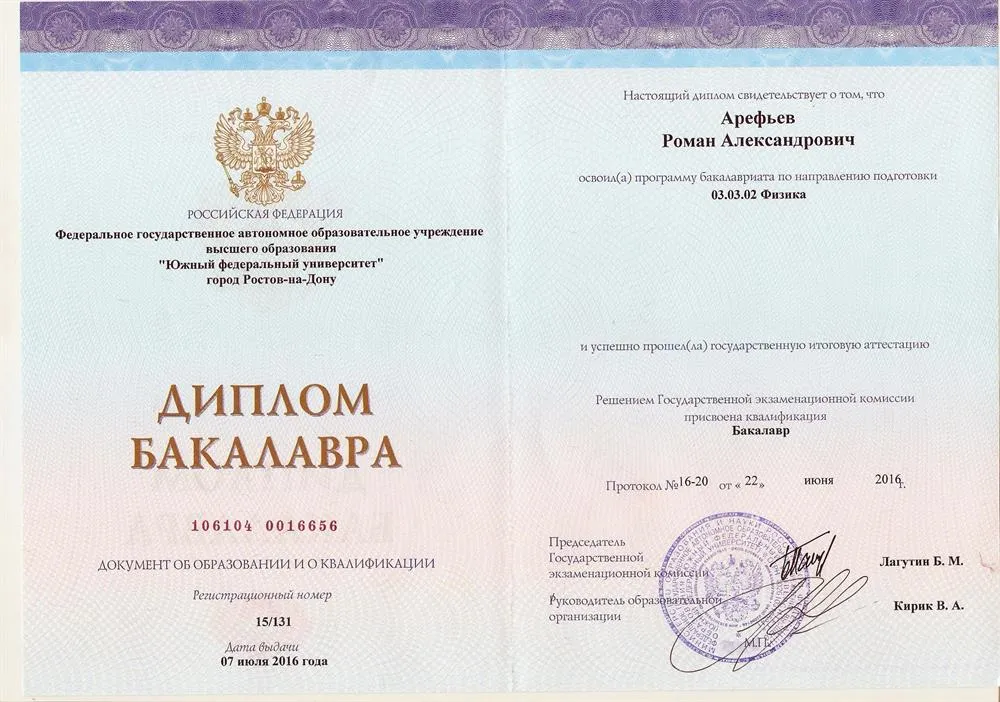 РОССИЙСКАЯ ФЕДЕРАЦИЯ
Федеральное государственное автономное образовательное учреждение
высшего образования
"Южный федеральный университет"
город Ростов-на-Дону
ДИПЛОМ
БАКАЛАВРА
106104 0016656
ДОКУМЕНТ ОБ ОБРАЗОВАНИИ И О КВАЛИФИКАЦИИ
Регистрационный номер
15/131
Дата выдачи
07 июля 2016 года
Настоящий диплом свидетельствует о том, что
Арефьев
Роман Александрович
освоил(а) программу бакалавриата по направлению подготовки
03.03.02 Физика
и успешно прошел(ла) государственную итоговую аттестацию
Решением Государственной экзаменационной комиссии
присвоена квалификация
Бакалавр
Протокол №16-20 от «22» июня 2016г.
Председатель
Государственной
экзаменационной комиссии
Лагутин Б. М.
Руководитель образовательной
организации
Кирик В. А.
М.П.